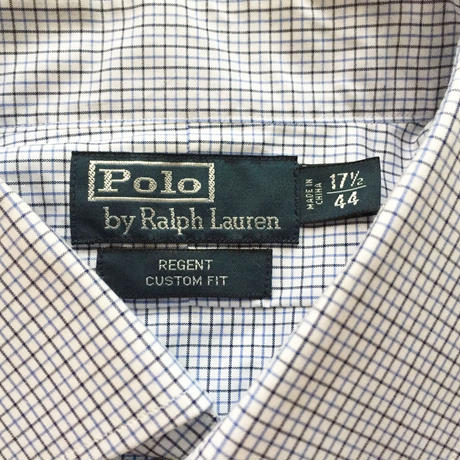 Polo
by Ralph Lauren
MADE IN
CHINA
17½
44
REGENT
CUSTOM FIT